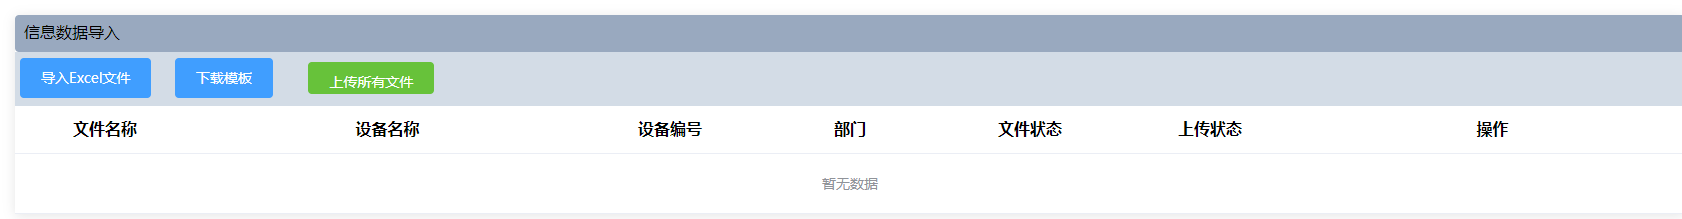 信息数据导入
导入Excel文件 下载模板 上传所有文件
文件名称 设备名称 设备编号 部门 文件状态 上传状态 操作
暂无数据